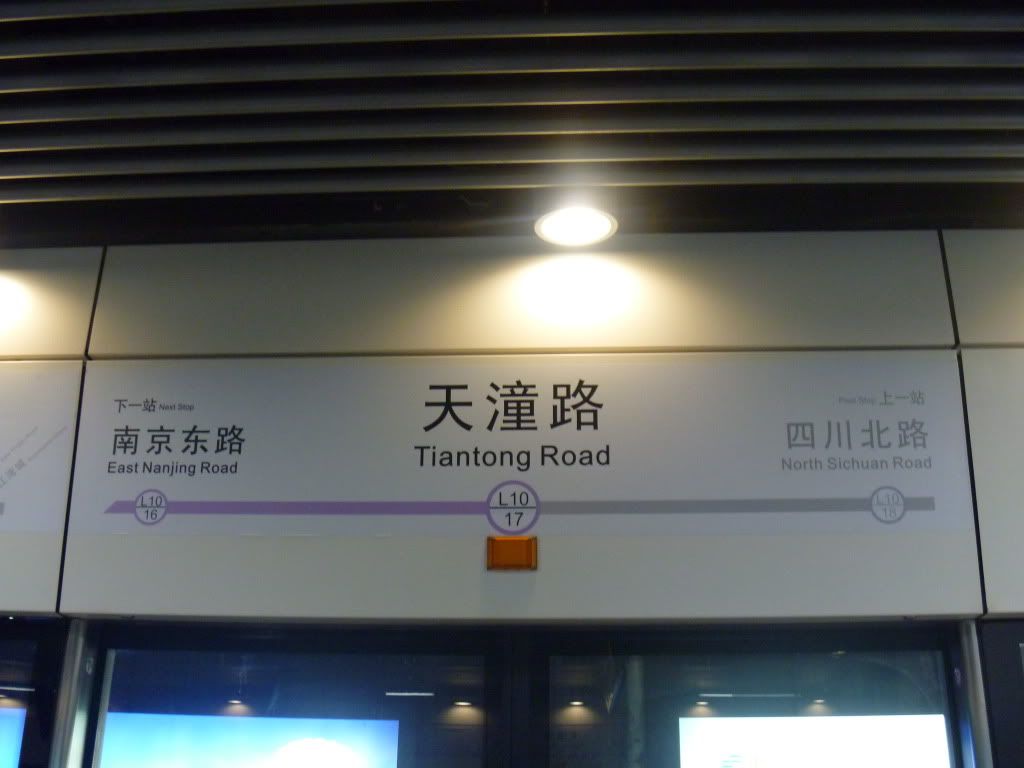 天潼路
Tiantong Road
下一站 Next Stop
南京东路
East Nanjing Road
L10
16
L10
17
Past Stop 上一站
四川北路
North Sichuan Road
L10
18